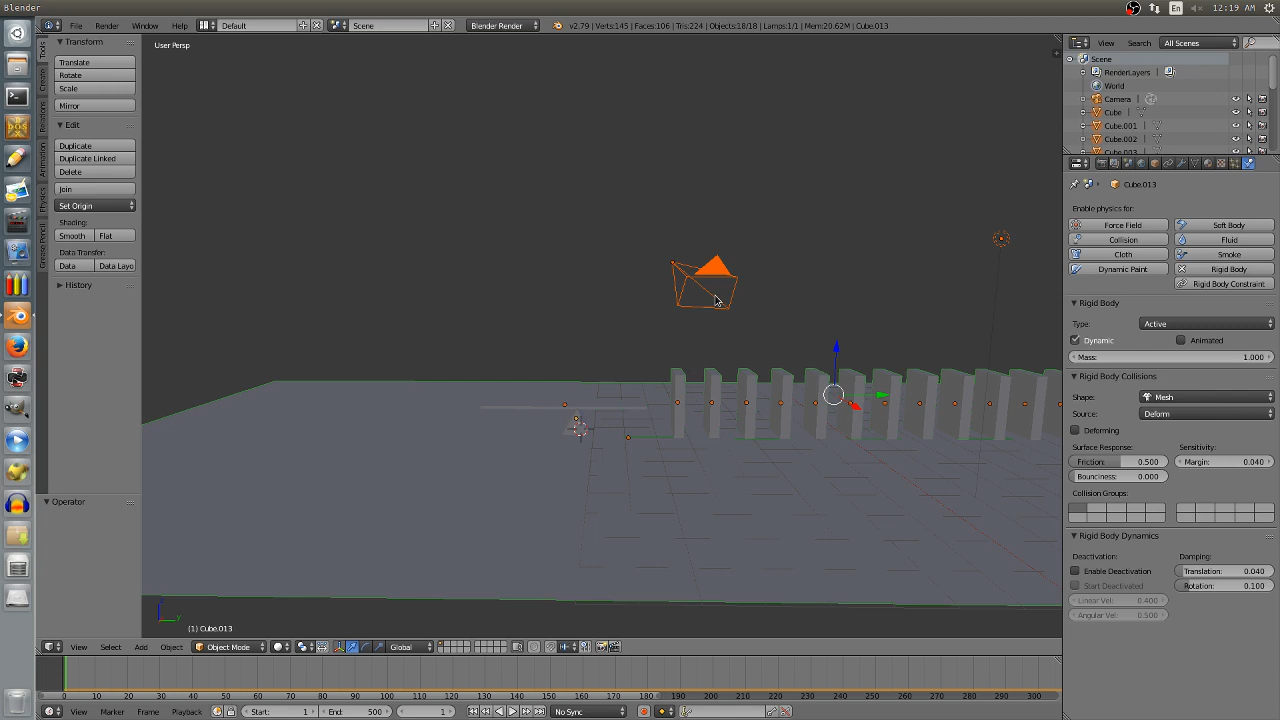 Blender
En 12:19 AM
File Render Window Help Default Scene Blender Render v2.79 | Verts:145 | Faces:106 | Tris:224 | Objects:18/18 | Lamps:1/1 | Mem:20.62M | Cube.013
View Search All Scenes
Transform
User Persp
Scene
Translate
Rotate
Scale
Mirror
RenderLayers
World
Camera
Cube
Cube.001
Cube.002
Cube.003
Edit
Duplicate
Duplicate Linked
Delete
Join
Set Origin
Shading:
Smooth Flat
Data Transfer:
Data Data Layo
History
Operator
Tools
Create
Relations
Animation
Physics
Grease Pencil
Cube.013
Enable physics for:
Force Field Soft Body
Collision Fluid
Cloth Smoke
Dynamic Paint Rigid Body
Rigid Body Constraint
Rigid Body
Type: Active
Dynamic Animated
Mass: 1.000
Rigid Body Collisions
Shape: Mesh
Source: Deform
Deforming
Surface Response: Sensitivity:
Friction: 0.500 Margin: 0.040
Bounciness: 0.000
Collision Groups:
Rigid Body Dynamics
Deactivation: Damping:
Enable Deactivation Translation: 0.040
Start Deactivated Rotation: 0.100
Linear Vel: 0.400
Angular Vel: 0.500
(1) Cube.013
View Select Add Object Object Mode Global
0 10 20 30 40 50 60 70 80 90 100 110 120 130 140 150 160 170 180 190 200 210 220 230 240 250 260 270 280 290 300
View Marker Frame Playback Start: 1 End: 500 1 No Sync